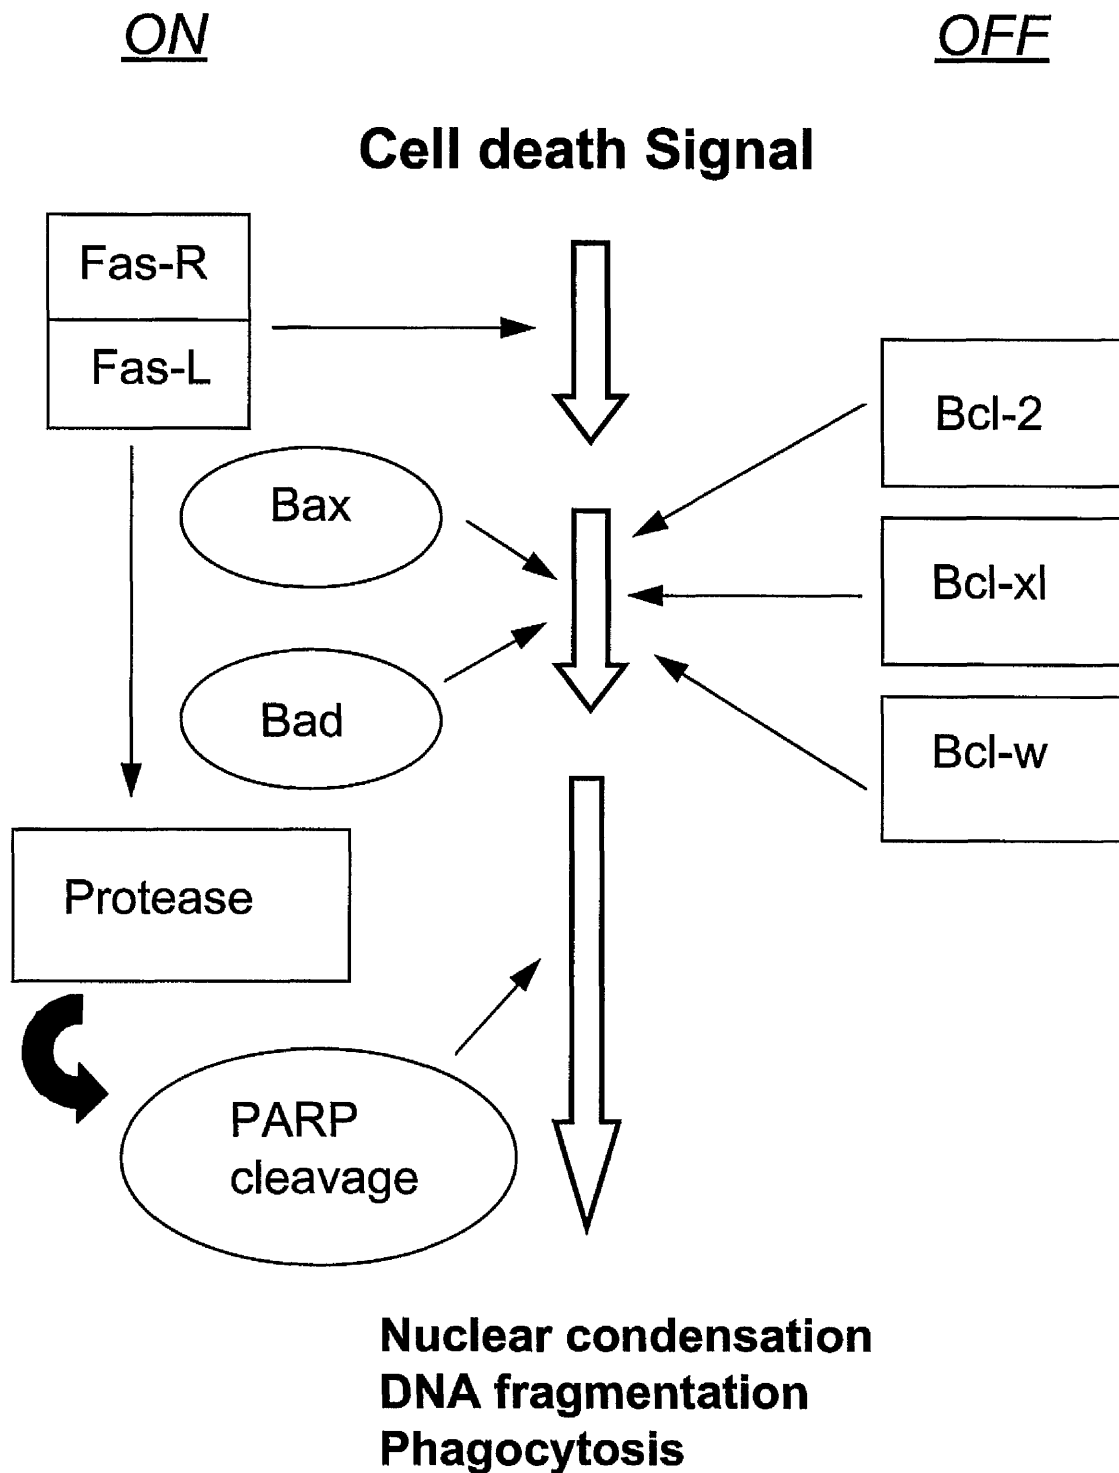 ON
OFF
Cell death Signal
Fas-R
Fas-L
Bcl-2
Bax
Bcl-xl
Bad
Bcl-w
Protease
PARP
cleavage
Nuclear condensation
DNA fragmentation
Phagocytosis